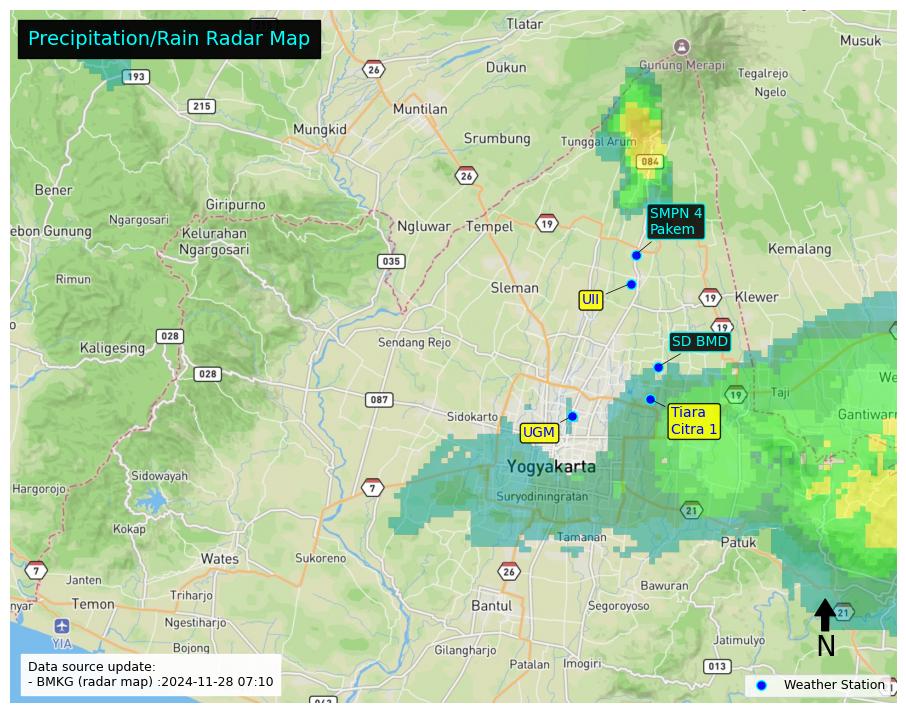 Precipitation/Rain Radar Map
Tlatar
Musuk
Gunung Merapi
26
Dukun
Tegalrejo
193
Ngelo
215
Muntilan
Mungkid
Srumbung
Tunggal Arum
084
26
Bener
Giripurno
SMPN 4
Pakem
Ngargosari
Ngluwar
Tempel
19
ebon Gunung
Kelurahan
Ngargosari
Kemalang
035
Rimun
Sleman
UII
19
Klewer
19
028
Sendang Rejo
SD BMD
Kaligesing
028
We
087
19
Taji
Sidokarto
Tiara
Citra 1
Gantiwar
UGM
Yogyakarta
Sidowayah
7
Hargorojo
Suryodiningratan
21
Kokap
Tamanan
Patuk
Wates
Sukoreno
7
26
Janten
Bawuran
Triharjo
nyar
Temon
Bantul
Segoroyoso
21
Ngestiharjo
YIA
Jatimulyo
N
Bojong
Gilangharjo
Patalan
Imogiri
013
Data source update:
- BMKG (radar map) :2024-11-28 07:10
Weather Station